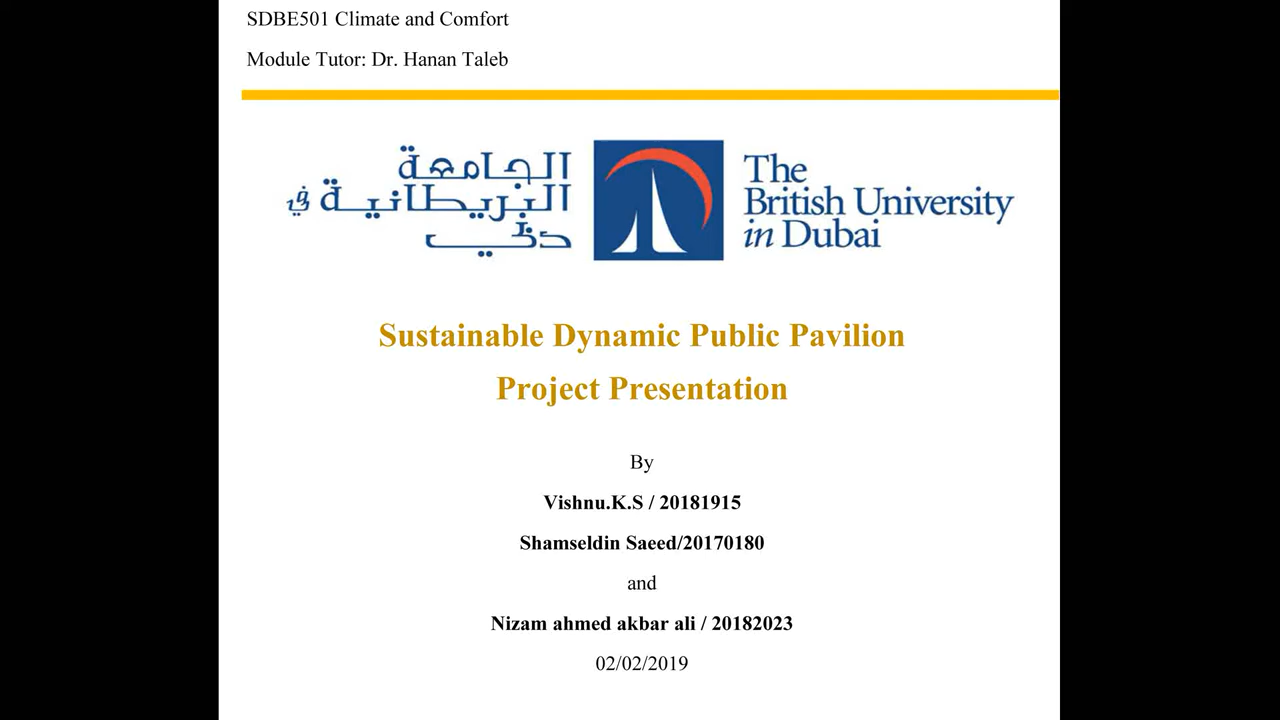 SDBE501 Climate and Comfort
Module Tutor: Dr. Hanan Taleb
الجامعة
البريطانية في
دبي
The
British University
in Dubai
Sustainable Dynamic Public Pavilion
Project Presentation
By
Vishnu.K.S / 20181915
Shamseldin Saeed/20170180
and
Nizam ahmed akbar ali / 20182023
02/02/2019